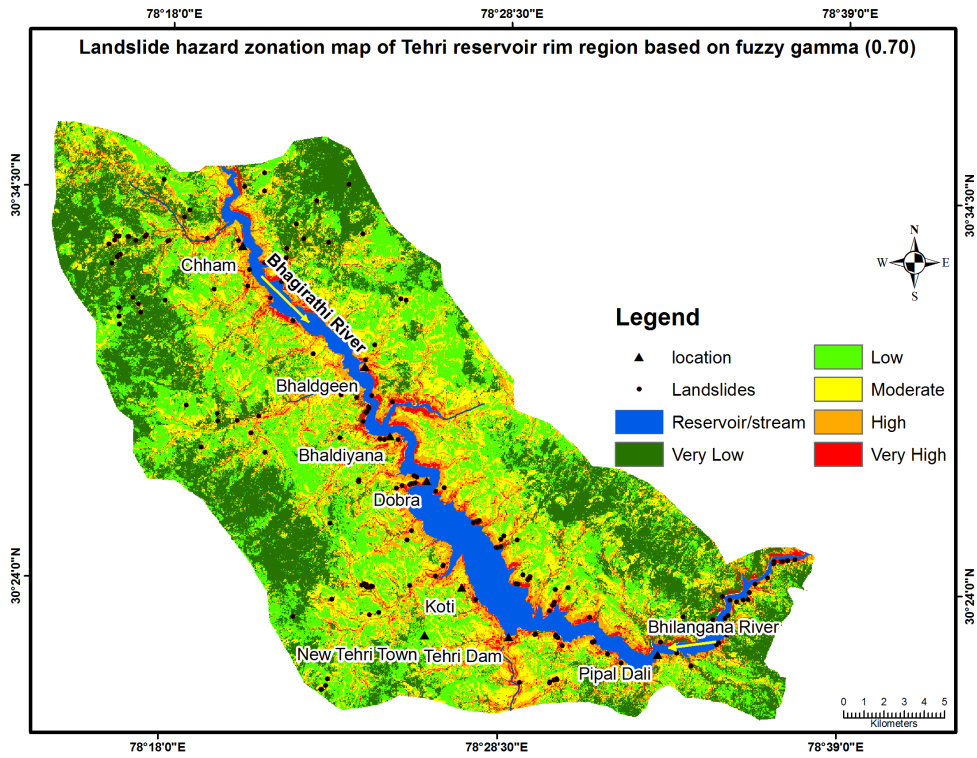 78°18'0"E
78°28'30"E
78°39'0"E
Landslide hazard zonation map of Tehri reservoir rim region based on fuzzy gamma (0.70)
30°34'30"N
30°34'30"N
N
W
E
S
Chham
Bhagirathi River
Legend
location
Landslides
Reservoir/stream
Very Low
Low
Moderate
High
Very High
Bhaldgeen
Bhaldiyana
Dobra
30°24'0"N
30°24'0"N
Koti
New Tehri Town
Tehri Dam
Bhilangana River
Pipal Dali
0 1 2 3 4 5
Kilometers
78°18'0"E
78°28'30"E
78°39'0"E